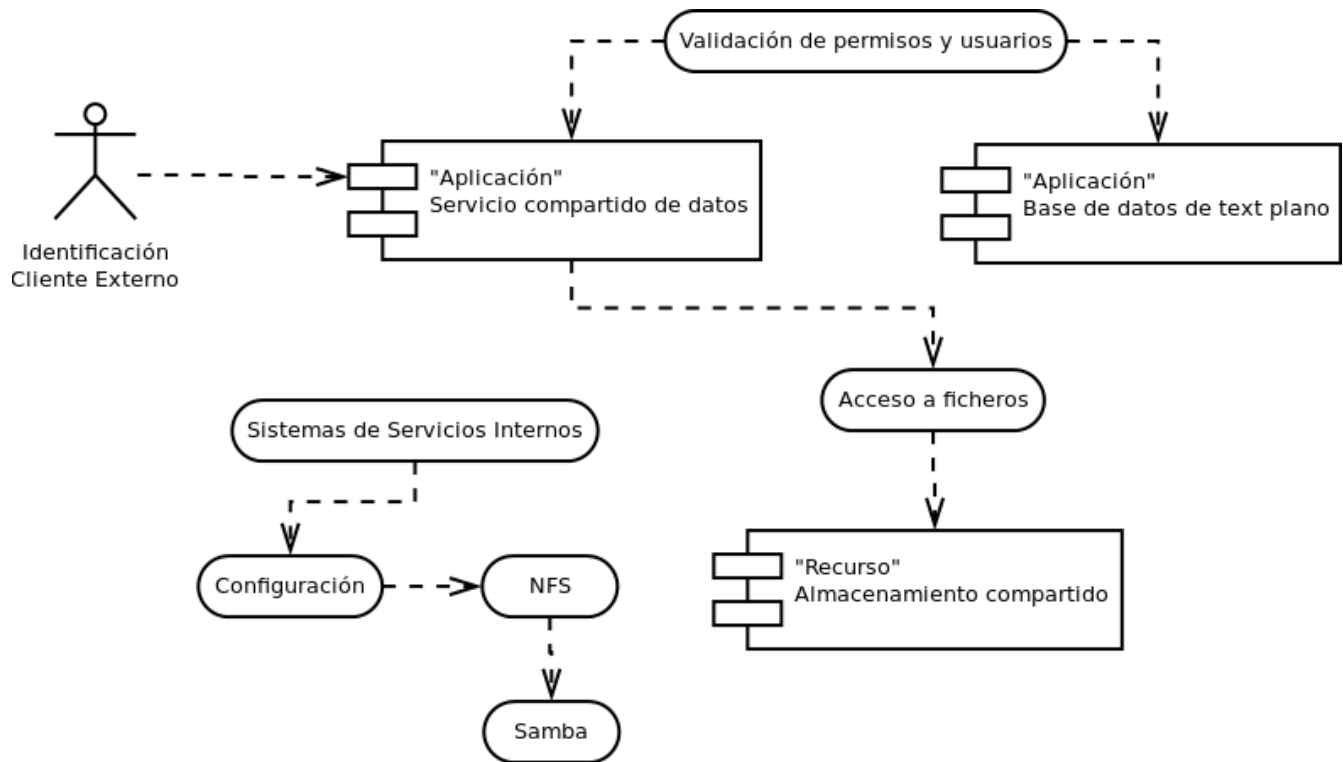 Validación de permisos y usuarios
"Aplicación"
Servicio compartido de datos
"Aplicación"
Base de datos de text plano
Identificación
Cliente Externo
Acceso a ficheros
Sistemas de Servicios Internos
"Recurso"
Almacenamiento compartido
Configuración
NFS
Samba